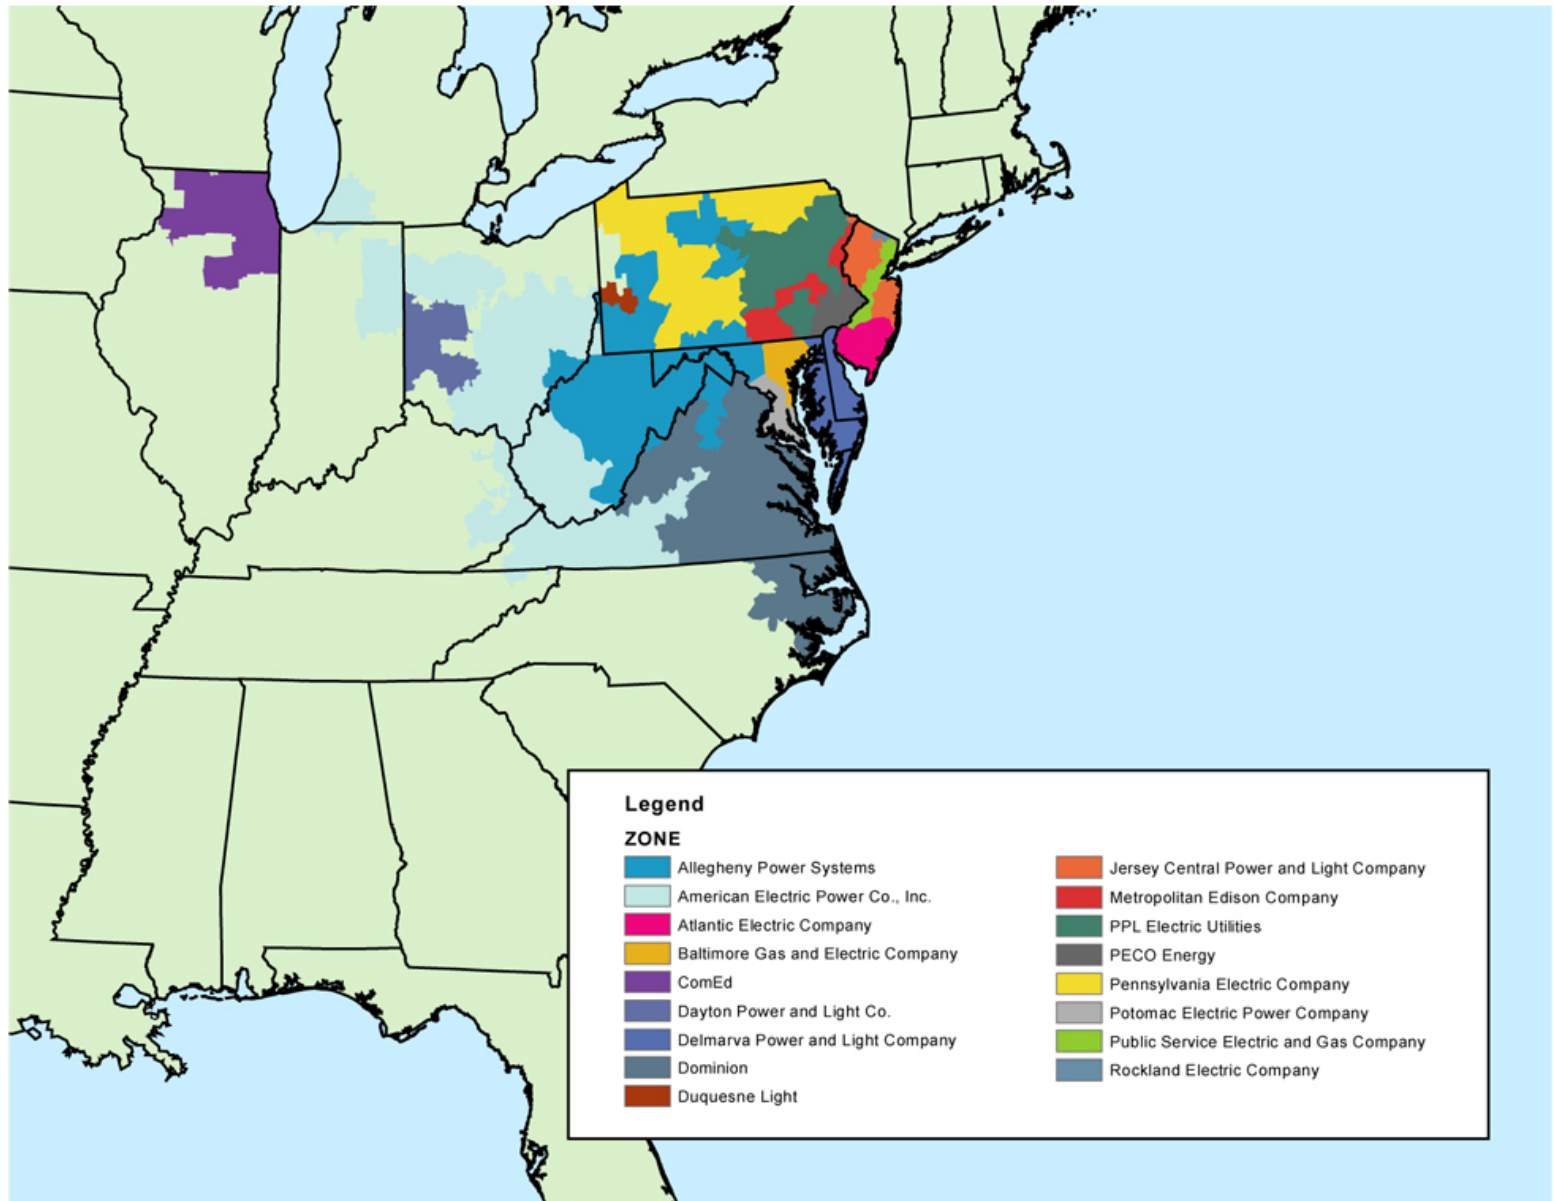 Legend
ZONE
Allegheny Power Systems
American Electric Power Co., Inc.
Atlantic Electric Company
Baltimore Gas and Electric Company
ComEd
Dayton Power and Light Co.
Delmarva Power and Light Company
Dominion
Duquesne Light
Jersey Central Power and Light Company
Metropolitan Edison Company
PPL Electric Utilities
PECO Energy
Pennsylvania Electric Company
Potomac Electric Power Company
Public Service Electric and Gas Company
Rockland Electric Company